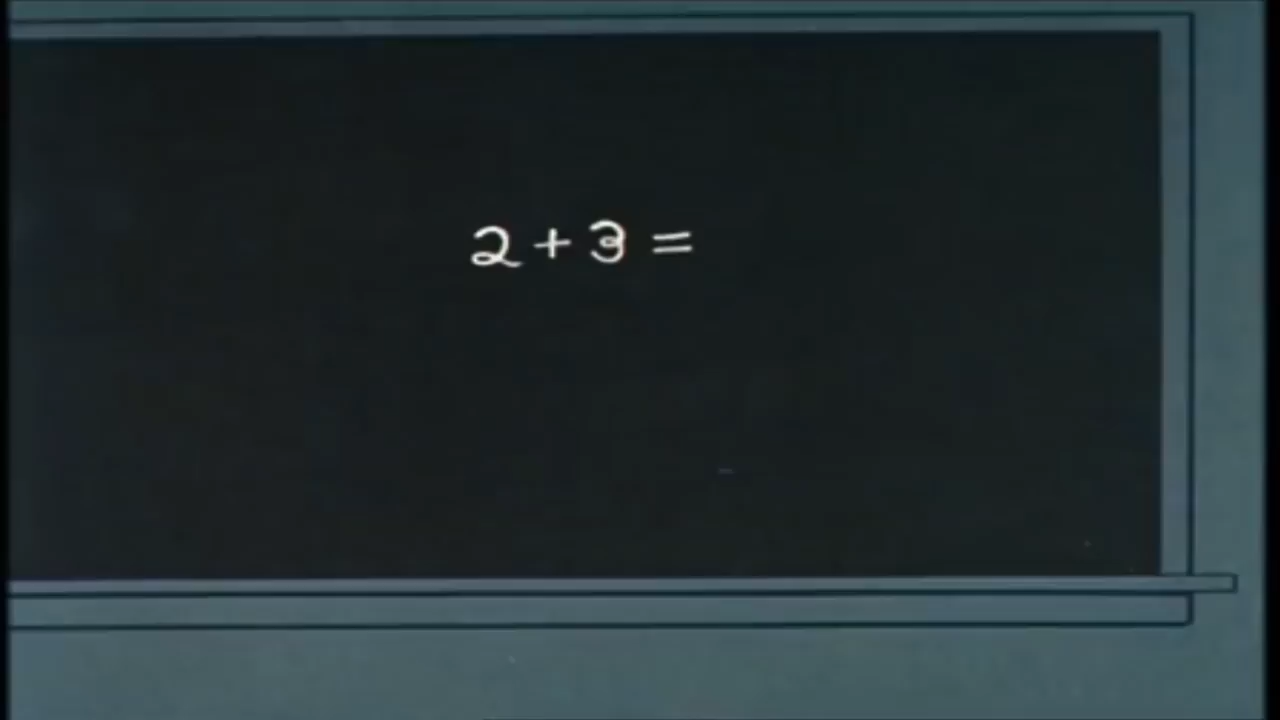 2 + 3 =